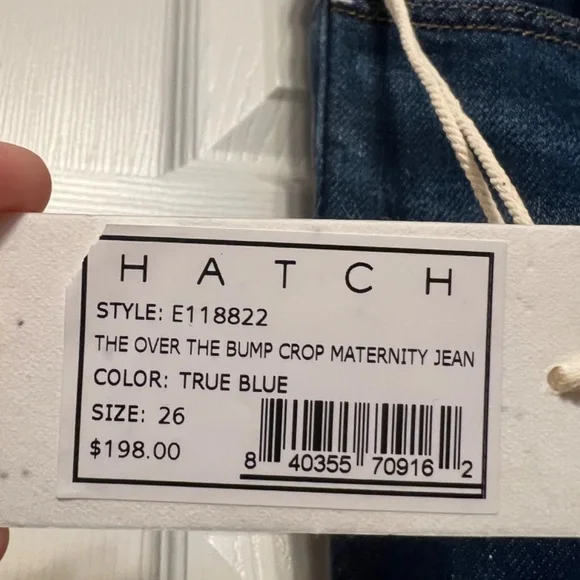 HATCH
STYLE: E118822
THE OVER THE BUMP CROP MATERNITY JEAN
COLOR: TRUE BLUE
SIZE: 26
$198.00
8 40355 70916 2